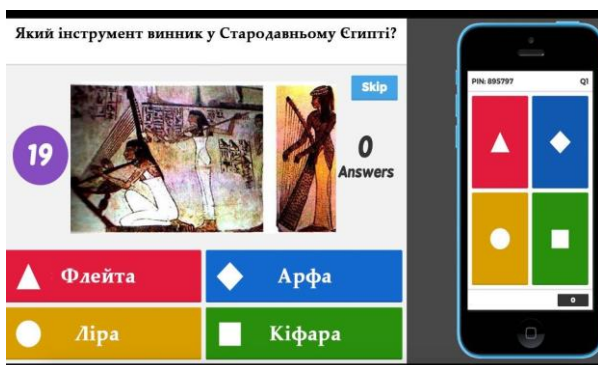 Який інструмент винник у Стародавньому Єгипті?
Skip
19
0
Answers
Флейта
Арфа
Ліра
Кіфара
PIN: 895797
Q1
0